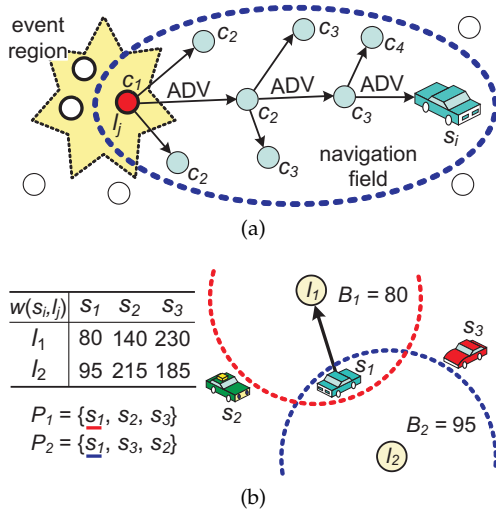 event
region
c₂
c₃
c₄
c₁
ADV
ADV
ADV
lⱼ
c₂
c₃
sᵢ
c₂
c₃
navigation
field
(a)
w(sᵢ,lⱼ) s₁ s₂ s₃
l₁ 80 140 230
l₂ 95 215 185
P₁ = {s₁, s₂, s₃}
P₂ = {s₁, s₃, s₂}
l₁
B₁ = 80
s₁
s₃
s₂
B₂ = 95
l₂
(b)